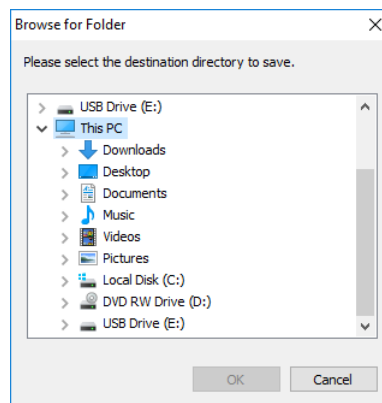 Browse for Folder
Please select the destination directory to save.
USB Drive (E:)
This PC
Downloads
Desktop
Documents
Music
Videos
Pictures
Local Disk (C:)
DVD RW Drive (D:)
USB Drive (E:)
OK Cancel